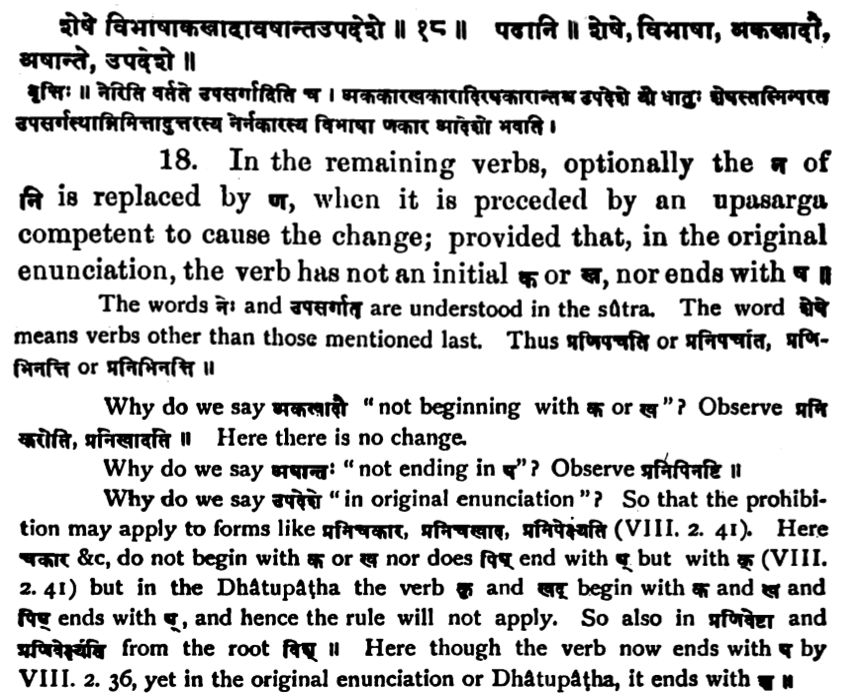 शेषे विभाषाकखादावषान्तउपदेशे ॥ १८ ॥ पदानि ॥ शेषे, विभाषा, अकखादौ,
अषान्ते, उपदेशे ॥
वृत्तिः ॥ नेरिति वर्तते उपसर्गादिति च । अककारखकारादिरषकारान्तश्च उपदेशे यो धातुः शेषस्तस्मिन्परत
उपसर्गस्थान्निमित्तादुत्तरस्य नेर्नकारस्य विभाषा णकार आदेशो भवति ।
18. In the remaining verbs, optionally the न of
नि is replaced by ण, when it is preceded by an upasarga
competent to cause the change; provided that, in the original
enunciation, the verb has not an initial क or ख, nor ends with ष ॥
The words नेः and उपसर्गात् are understood in the sûtra. The word शेषे
means verbs other than those mentioned last. Thus प्रणिपचति or प्रनिपचति, प्रणि-
भिनत्ति or प्रनिभिनत्ति ॥
Why do we say अकखादौ "not beginning with क or ख"? Observe प्रनि
करोति, प्रनिखादति ॥ Here there is no change.
Why do we say अषान्तः "not ending in ष"? Observe प्रनिपिनष्टि ॥
Why do we say उपदेशे "in original enunciation"? So that the prohibi-
tion may apply to forms like प्रनिचकार, प्रनिचखाद, प्रनिपेक्ष्यति (VIII. 2. 41). Here
चकार &c, do not begin with क or ख nor does पिष् end with ष् but with क् (VIII.
2. 41) but in the Dhâtupâṭha the verb कृ and खद् begin with क and ख and
पिष् ends with ष्, and hence the rule will not apply. So also in प्रणिवेष्टा and
प्रणिवेक्ष्यति from the root विश् ॥ Here though the verb now ends with ष by
VIII. 2. 36, yet in the original enunciation or Dhâtupâṭha, it ends with श ॥